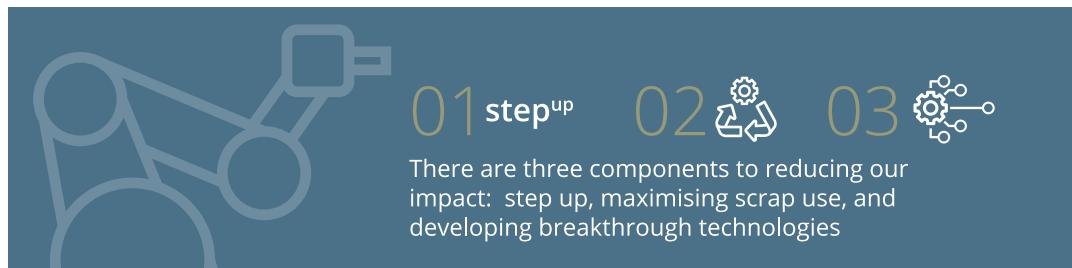 01 stepup 02 03
There are three components to reducing our
impact:  step up, maximising scrap use, and
developing breakthrough technologies